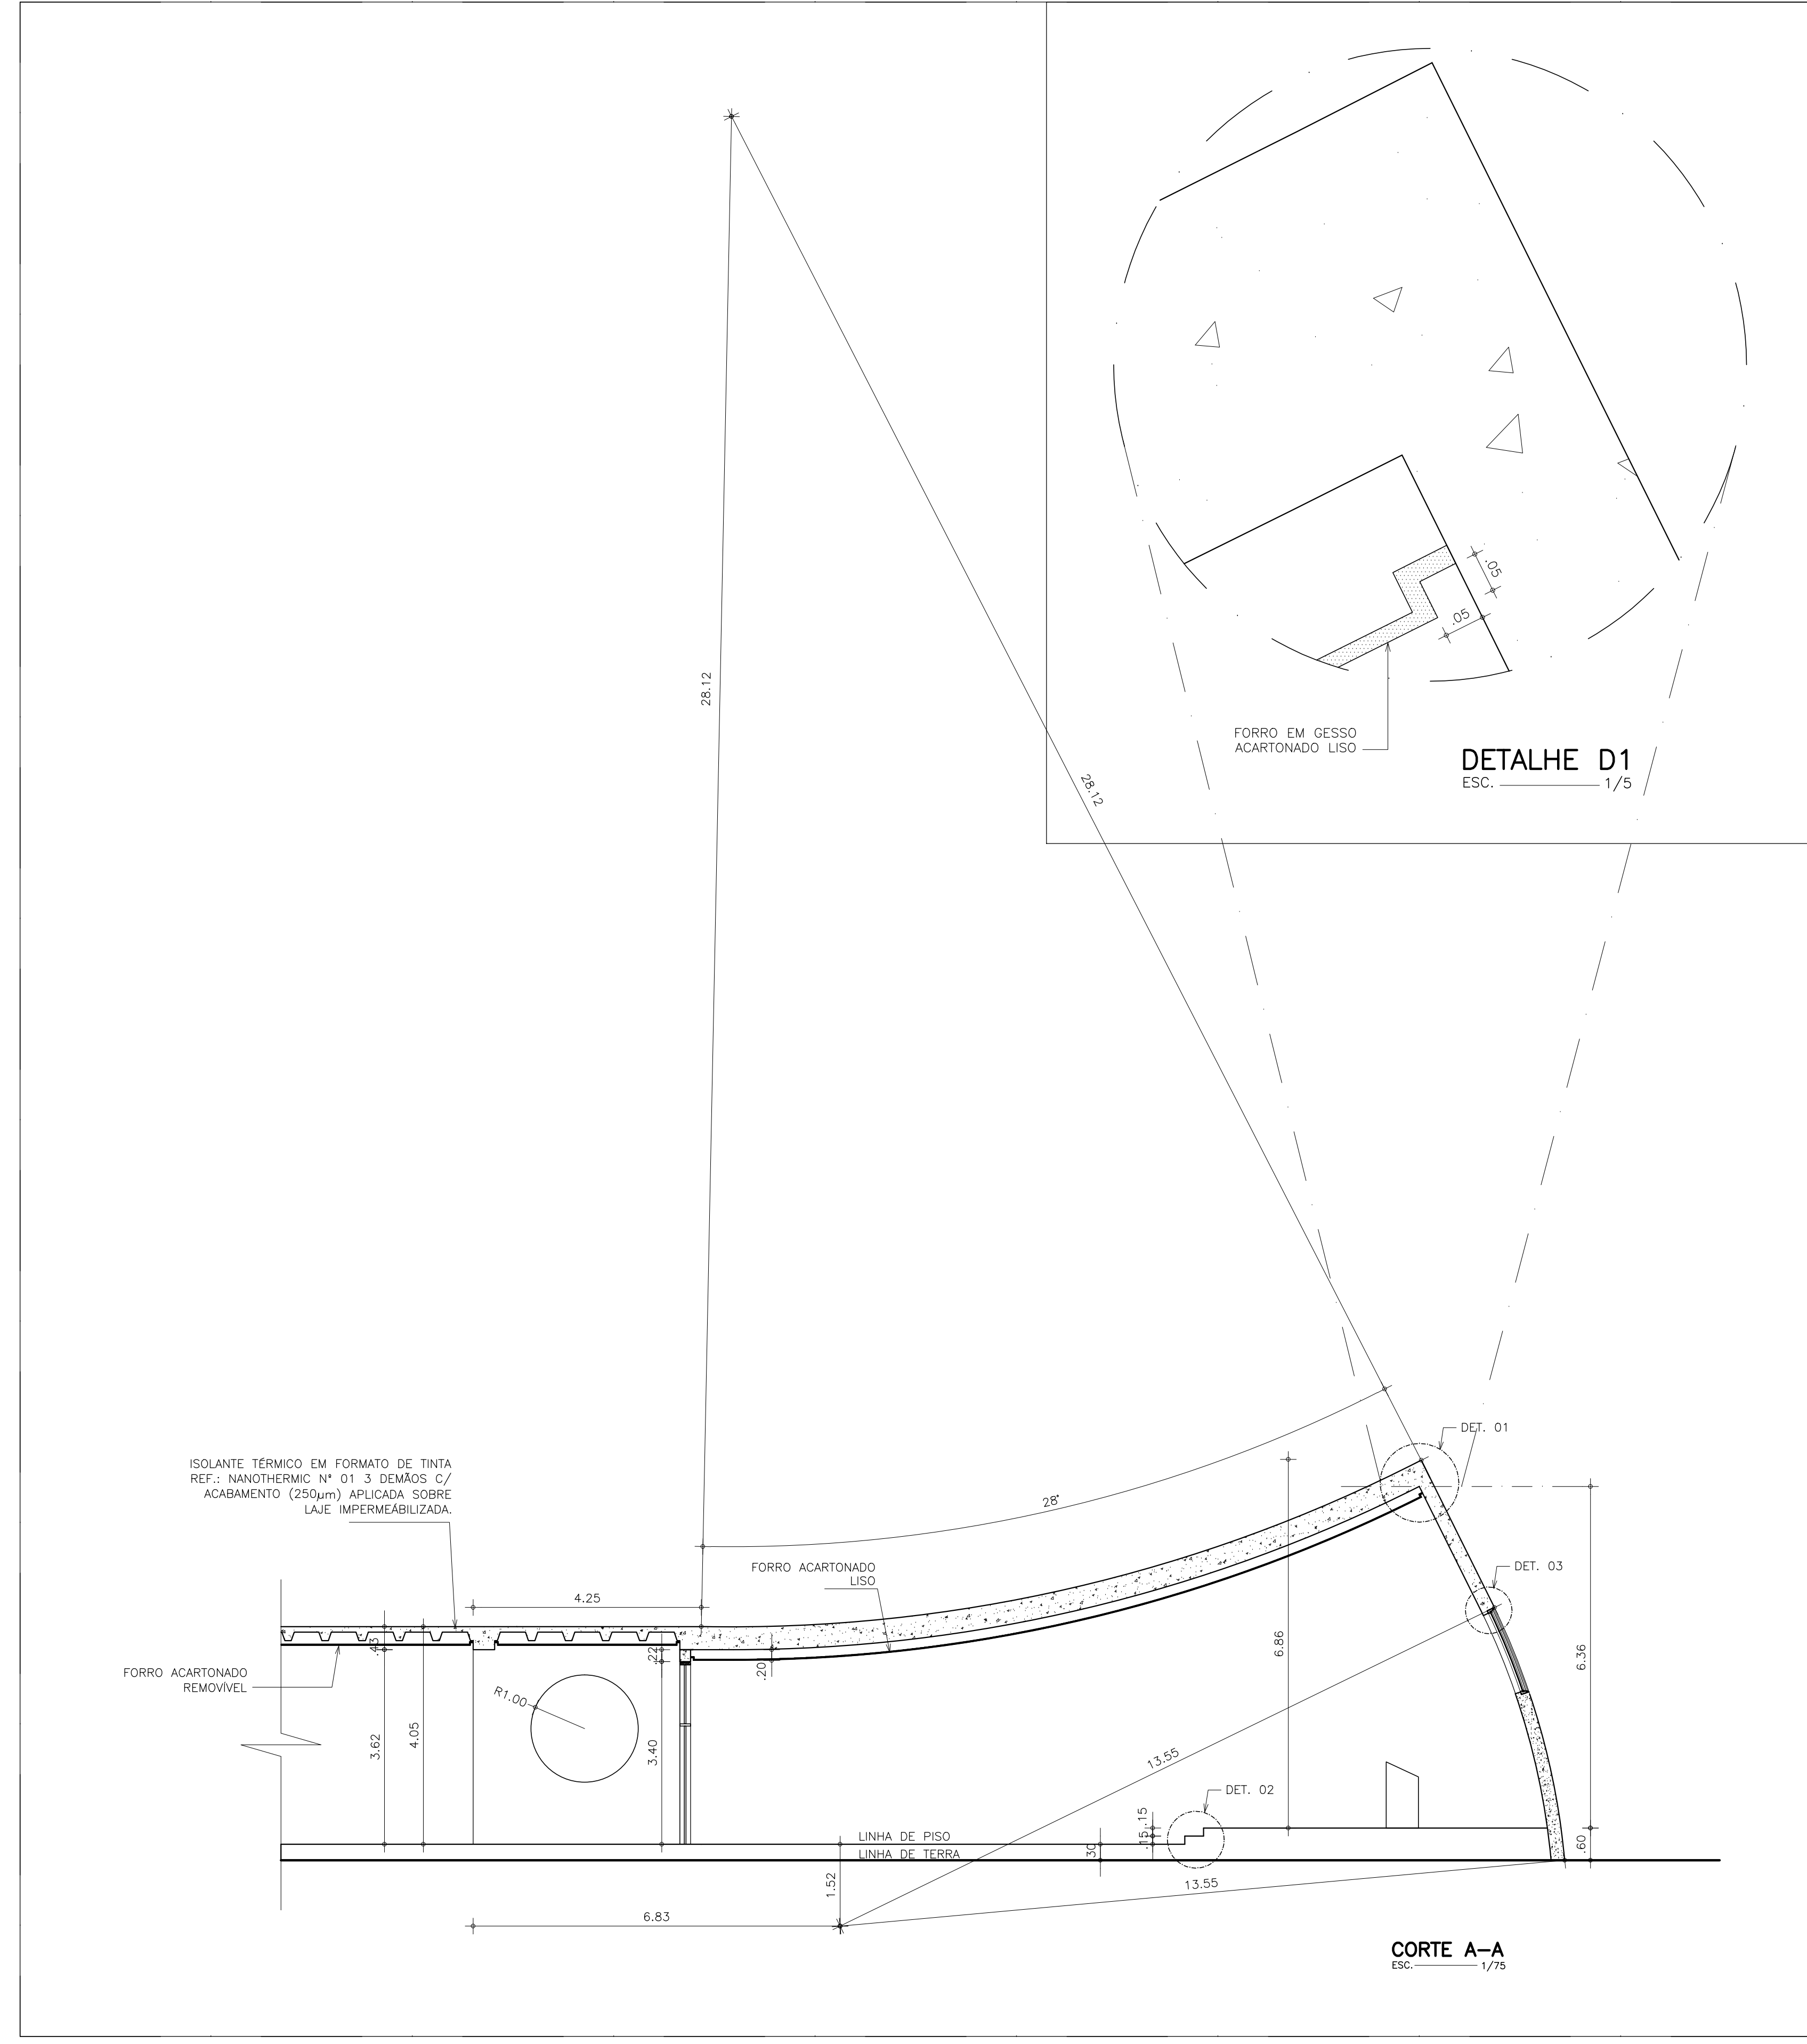 .05
.05
FORRO EM GESSO
ACARTONADO LISO
DETALHE D1
ESC. 1/5
28.12
28.12
DET. 01
ISOLANTE TÉRMICO EM FORMATO DE TINTA
REF.: NANOTHERMIC N° 01 3 DEMÃOS C/
ACABAMENTO (250µm) APLICADA SOBRE
LAJE IMPERMEÁBILIZADA.
28°
FORRO ACARTONADO
LISO
DET. 03
4.25
.43
.22
.20
6.86
6.36
FORRO ACARTONADO
REMOVÍVEL
R1.00
3.62
4.05
3.40
13.55
DET. 02
.15
.15
LINHA DE PISO
LINHA DE TERRA
.30
.60
1.52
13.55
6.83
CORTE A-A
ESC. 1/75